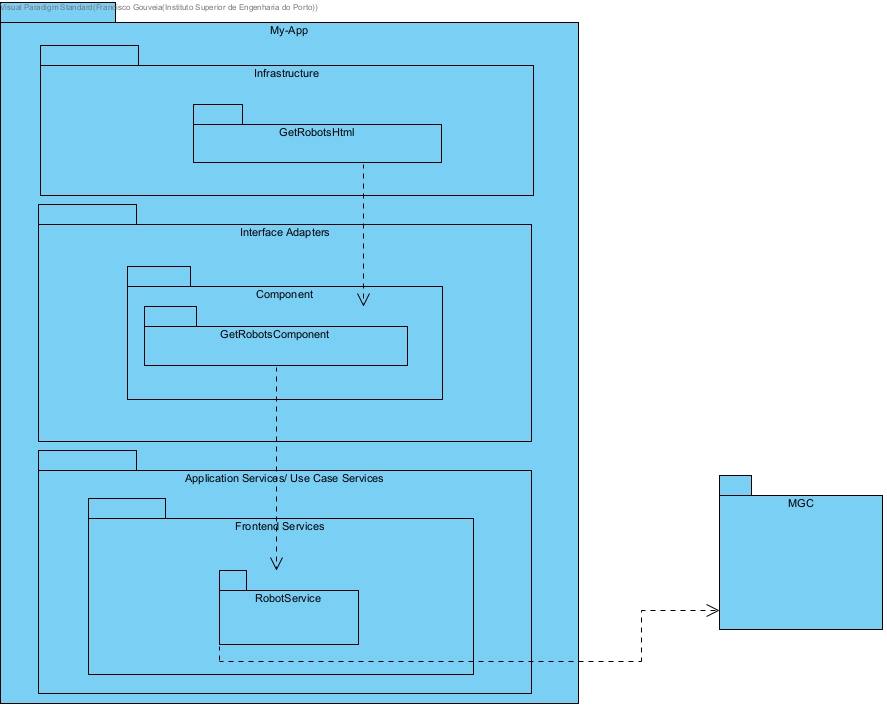 Visual Paradigm Standard(Francisco Gouveia(Instituto Superior de Engenharia do Porto))
My-App
Infrastructure
GetRobotsHtml
Interface Adapters
Component
GetRobotsComponent
Application Services/ Use Case Services
Frontend Services
MGC
RobotService